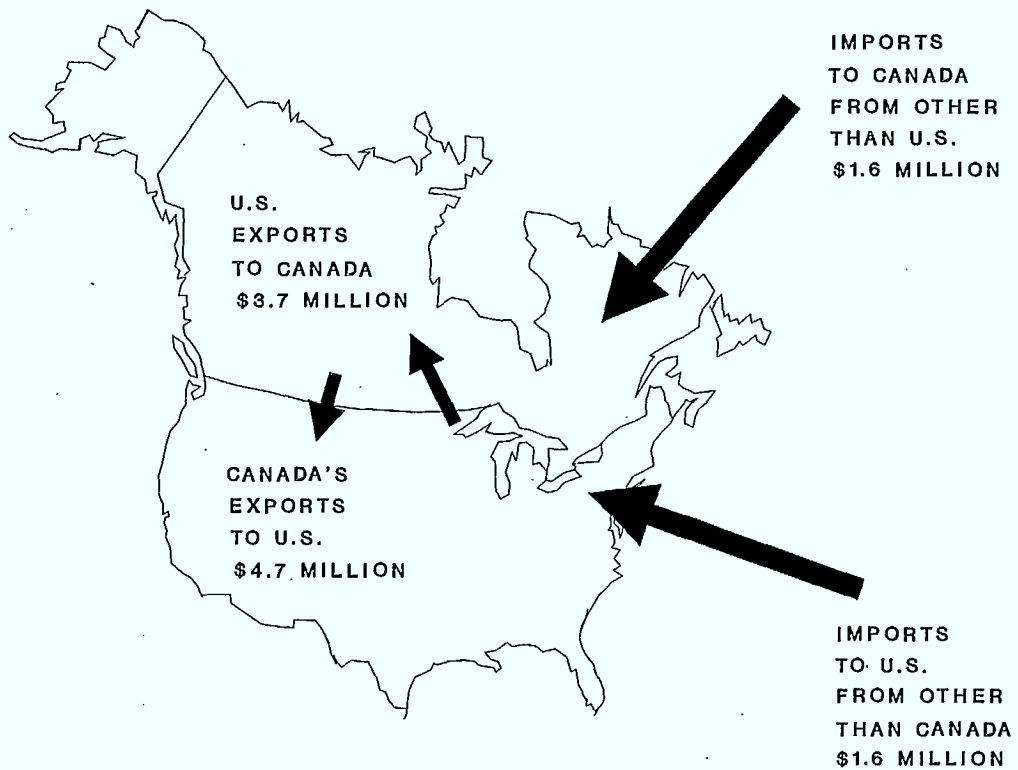 IMPORTS
TO CANADA
FROM OTHER
THAN U.S.
$1.6 MILLION
U.S.
EXPORTS
TO CANADA
$3.7 MILLION
CANADA'S
EXPORTS
TO U.S.
$4.7 MILLION
IMPORTS
TO U.S.
FROM OTHER
THAN CANADA
$1.6 MILLION